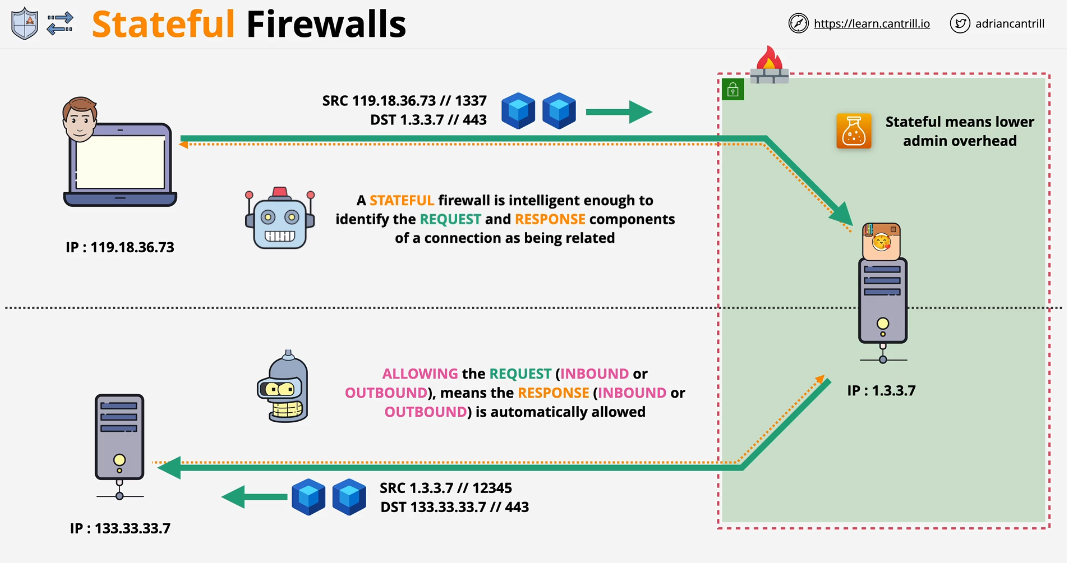 Stateful Firewalls
https://learn.cantrill.io
adriancantrill
SRC 119.18.36.73 // 1337
DST 1.3.3.7 // 443
Stateful means lower
admin overhead
A STATEFUL firewall is intelligent enough to
identify the REQUEST and RESPONSE components
of a connection as being related
IP : 119.18.36.73
ALLOWING the REQUEST (INBOUND or
OUTBOUND), means the RESPONSE (INBOUND or
OUTBOUND) is automatically allowed
IP : 1.3.3.7
SRC 1.3.3.7 // 12345
DST 133.33.33.7 // 443
IP : 133.33.33.7